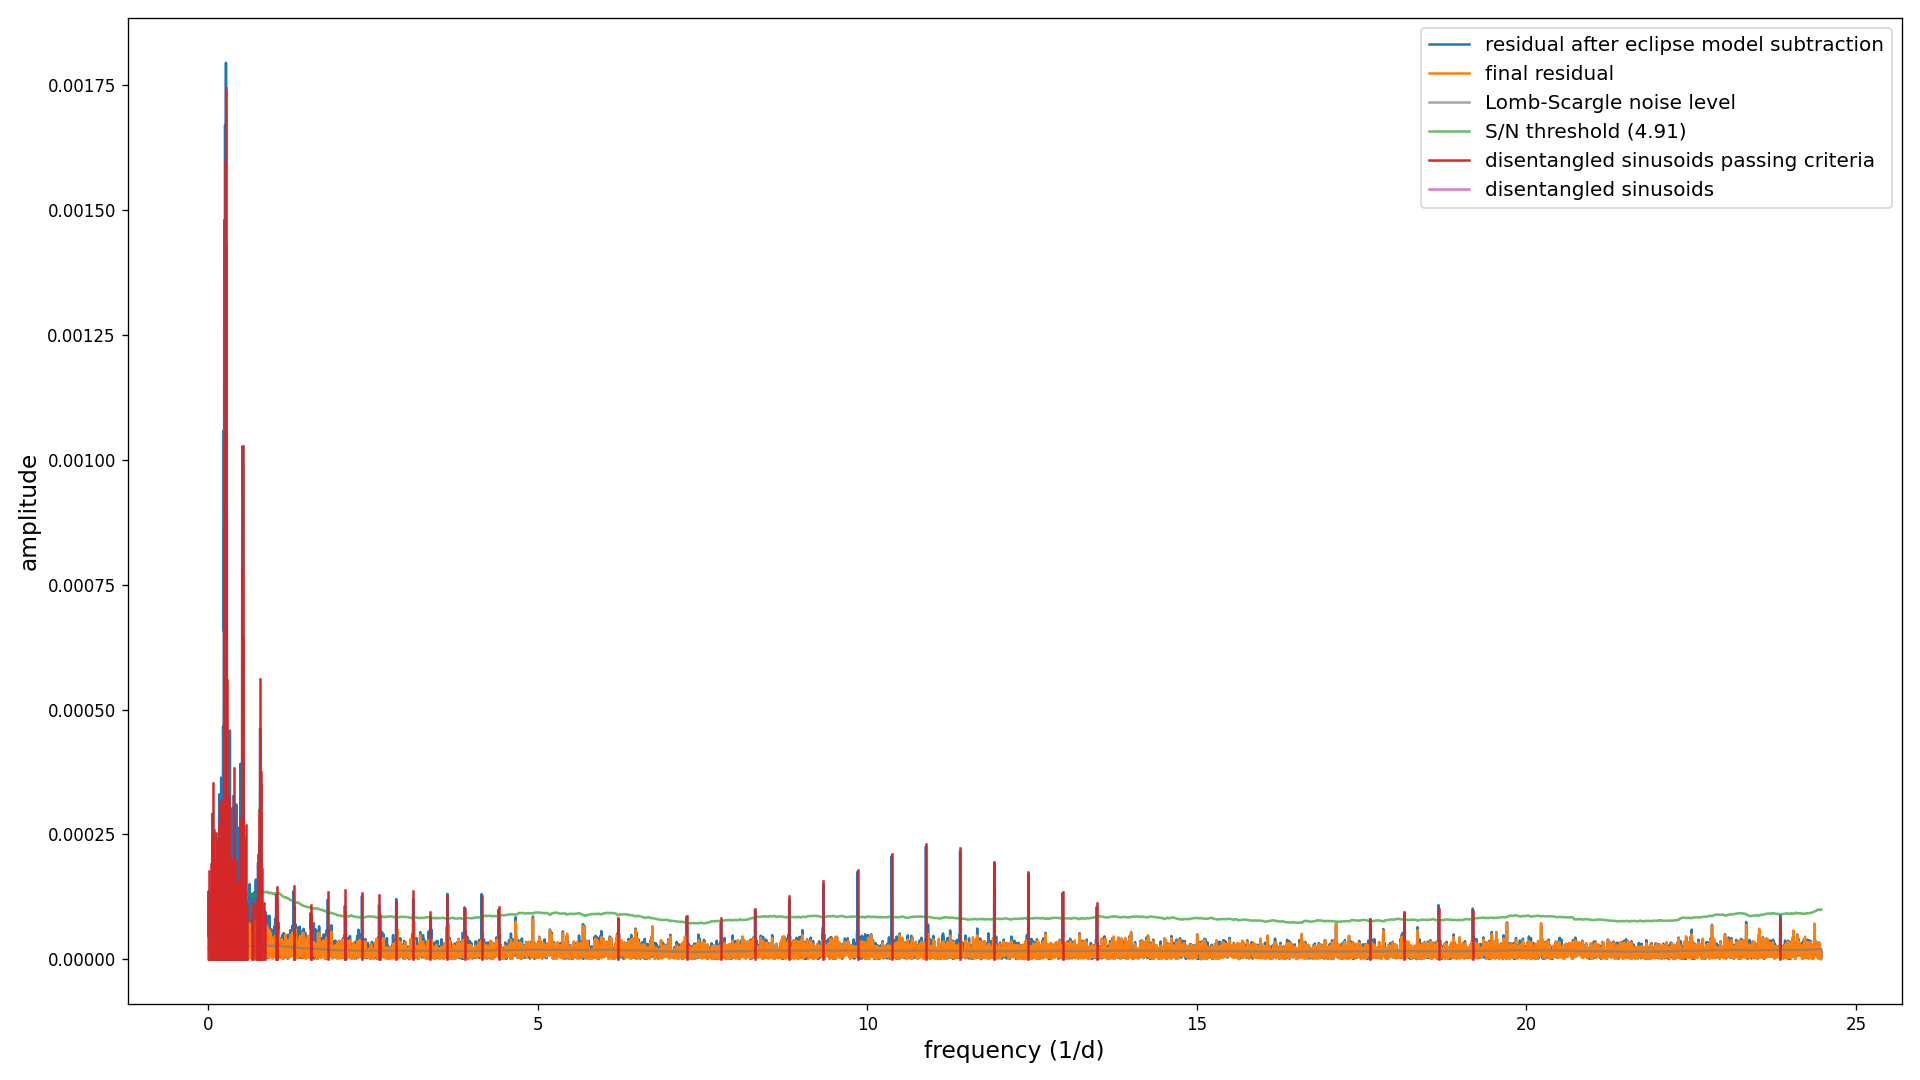 residual after eclipse model subtraction
final residual
Lomb-Scargle noise level
S/N threshold (4.91)
disentangled sinusoids passing criteria
disentangled sinusoids
0.00175
0.00150
0.00125
0.00100
0.00075
0.00050
0.00025
0.00000
amplitude
0 5 10 15 20 25
frequency (1/d)